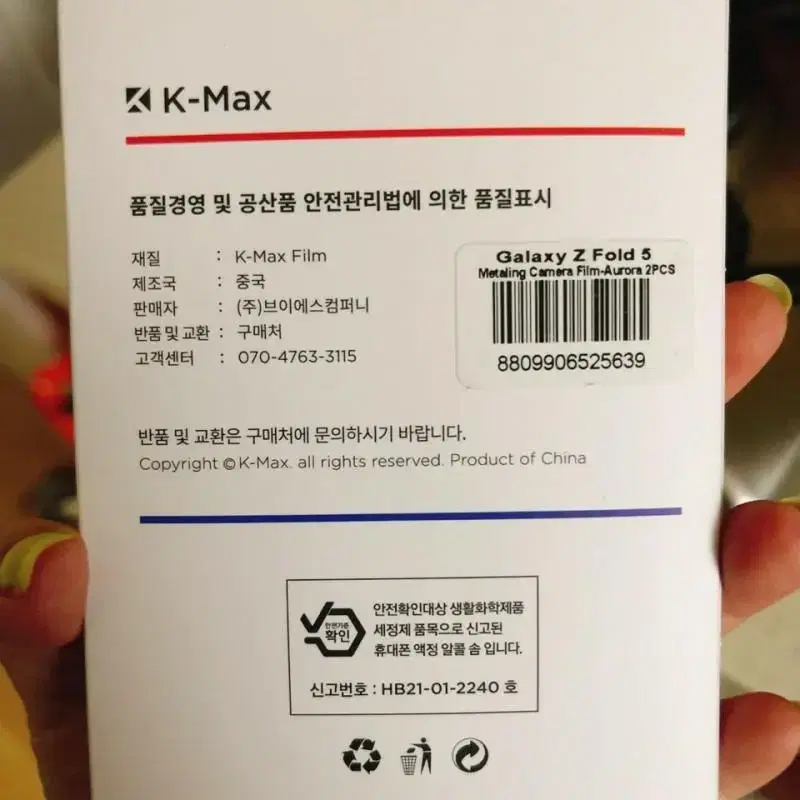 K-Max
품질경영 및 공산품 안전관리법에 의한 품질표시
재질 : K-Max Film
제조국 : 중국
판매자 : (주)브이에스컴퍼니
반품 및 교환 : 구매처
고객센터 : 070-4763-3115
Galaxy Z Fold 5
Metaling Camera Film-Aurora 2PCS
8809906525639
반품 및 교환은 구매처에 문의하시기 바랍니다.
Copyright © K-Max. all rights reserved. Product of China
안전기준
확인
안전확인대상 생활화학제품
세정제 품목으로 신고된
휴대폰 액정 알콜 솜 입니다.
신고번호 : HB21-01-2240 호